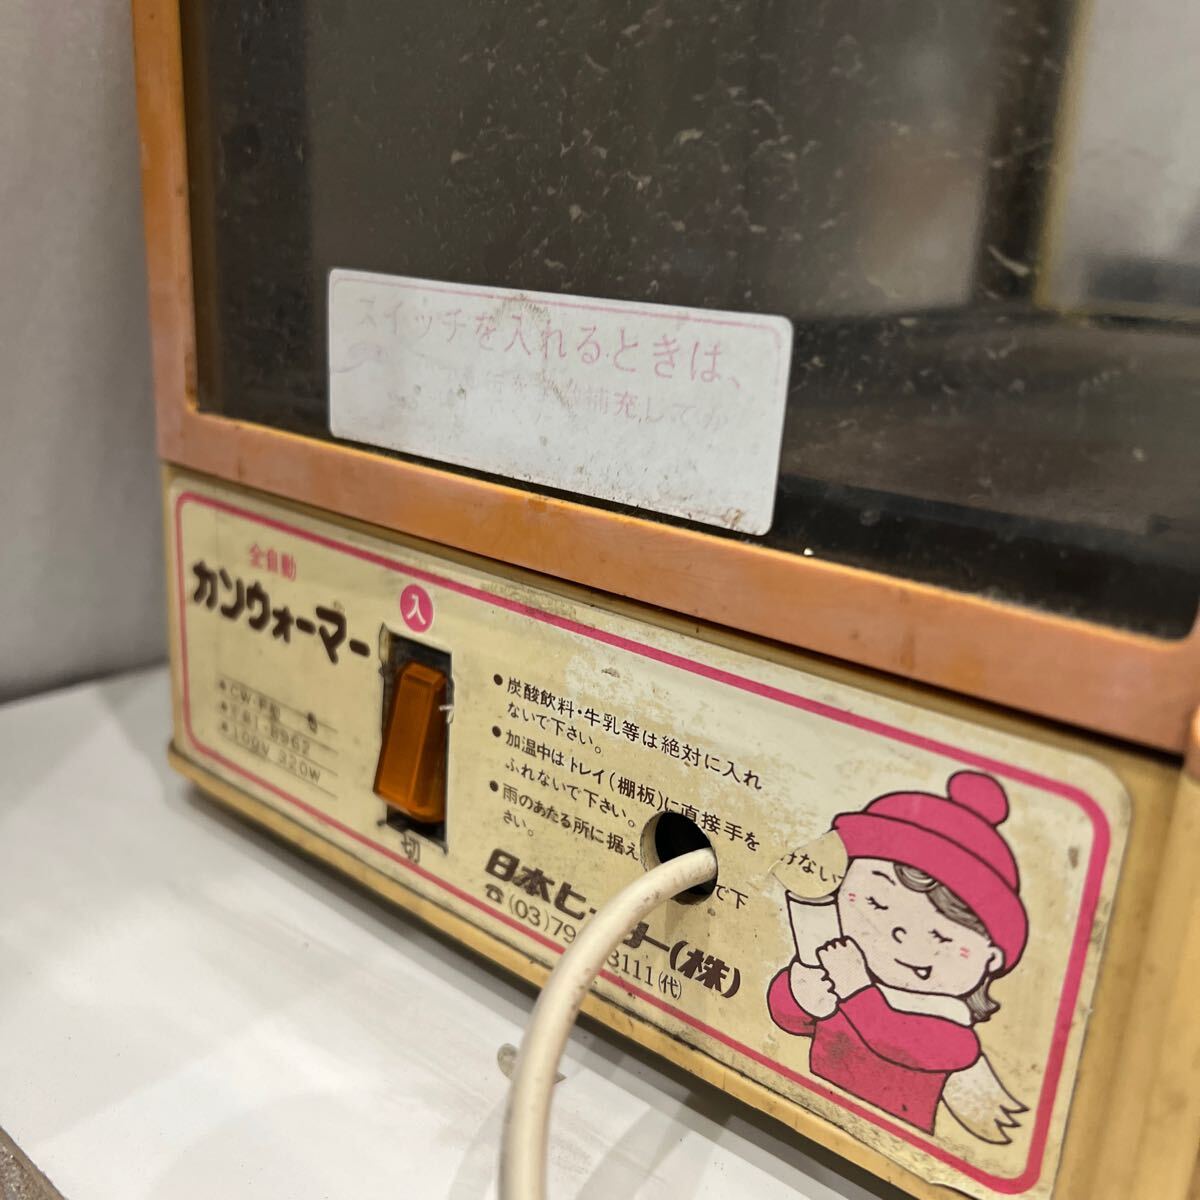 スイッチを入れるときは、
補充してか
全自動
カンウォーマー
入
切
100V 320W
●炭酸飲料・牛乳等は絶対に入れ
ないで下さい。
●加温中はトレイ(棚板)に直接手を
ふれないで下さい。
●雨のあたる所に据え 付ないで下
さい。
日本ヒーター(株)
☎(03)79 3111(代)